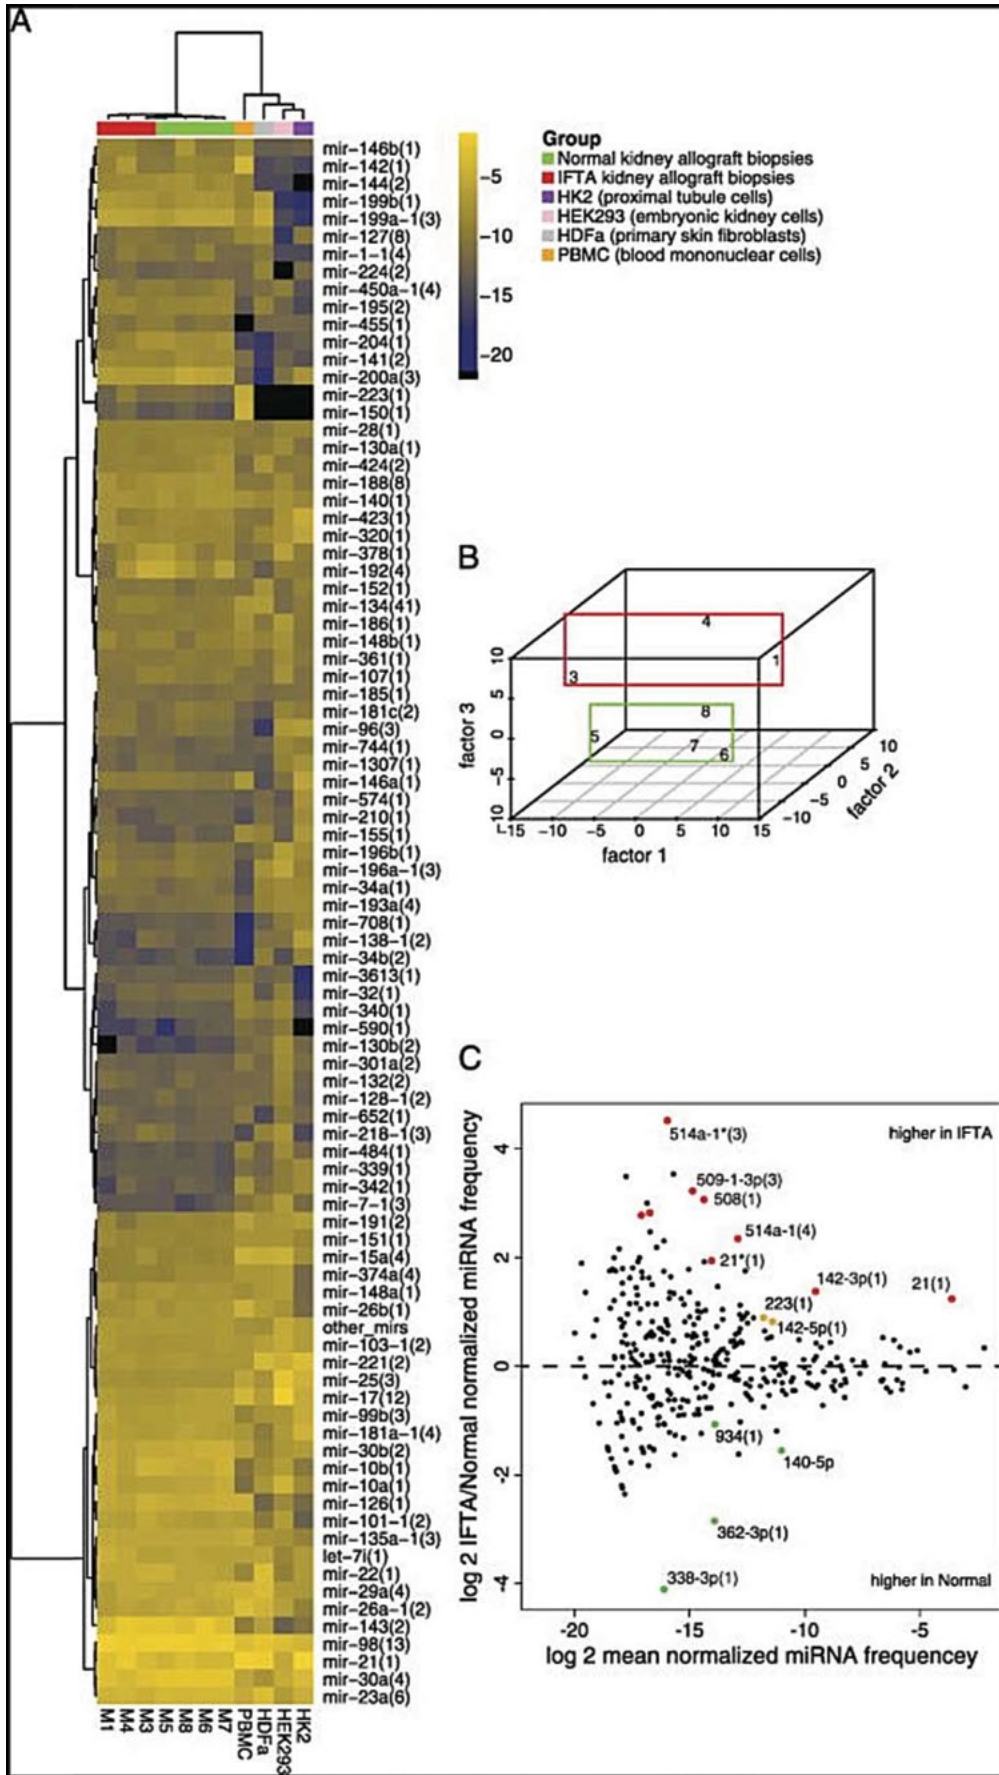 A
mir-146b(1)
mir-142(1)
mir-144(2)
mir-199b(1)
mir-199a-1(3)
mir-127(8)
mir-1-1(4)
mir-224(2)
mir-450a-1(4)
mir-195(2)
mir-455(1)
mir-204(1)
mir-141(2)
mir-200a(3)
mir-223(1)
mir-150(1)
mir-28(1)
mir-130a(1)
mir-424(2)
mir-188(8)
mir-140(1)
mir-423(1)
mir-320(1)
mir-378(1)
mir-192(4)
mir-152(1)
mir-134(41)
mir-186(1)
mir-148b(1)
mir-361(1)
mir-107(1)
mir-185(1)
mir-181c(2)
mir-96(3)
mir-744(1)
mir-1307(1)
mir-146a(1)
mir-574(1)
mir-210(1)
mir-155(1)
mir-196b(1)
mir-196a-1(3)
mir-34a(1)
mir-193a(4)
mir-708(1)
mir-138-1(2)
mir-34b(2)
mir-3613(1)
mir-32(1)
mir-340(1)
mir-590(1)
mir-130b(2)
mir-301a(2)
mir-132(2)
mir-128-1(2)
mir-652(1)
mir-218-1(3)
mir-484(1)
mir-339(1)
mir-342(1)
mir-7-1(3)
mir-191(2)
mir-151(1)
mir-15a(4)
mir-374a(4)
mir-148a(1)
mir-26b(1)
other_mirs
mir-103-1(2)
mir-221(2)
mir-25(3)
mir-17(12)
mir-99b(3)
mir-181a-1(4)
mir-30b(2)
mir-10b(1)
mir-10a(1)
mir-126(1)
mir-101-1(2)
mir-135a-1(3)
let-7i(1)
mir-22(1)
mir-29a(4)
mir-26a-1(2)
mir-143(2)
mir-98(13)
mir-21(1)
mir-30a(4)
mir-23a(6)
M1 M4 M3 M5 M8 M6 M7 PBMC HDFa HEK293 HK2
-5
-10
-15
-20
Group
Normal kidney allograft biopsies
IFTA kidney allograft biopsies
HK2 (proximal tubule cells)
HEK293 (embryonic kidney cells)
HDFa (primary skin fibroblasts)
PBMC (blood mononuclear cells)
B
4
1
3
8
5
7
6
10
5
0
-5
-10
factor 3
-15 -10 -5 0 5 10 15
factor 1
-10 -5 0 5 10
factor 2
C
higher in IFTA
514a-1*(3)
509-1-3p(3)
508(1)
514a-1(4)
21*(1)
142-3p(1)
21(1)
223(1)
142-5p(1)
934(1)
140-5p
362-3p(1)
338-3p(1)
higher in Normal
4
2
0
-2
-4
log 2 IFTA/Normal normalized miRNA frequency
-20 -15 -10 -5
log 2 mean normalized miRNA frequencey